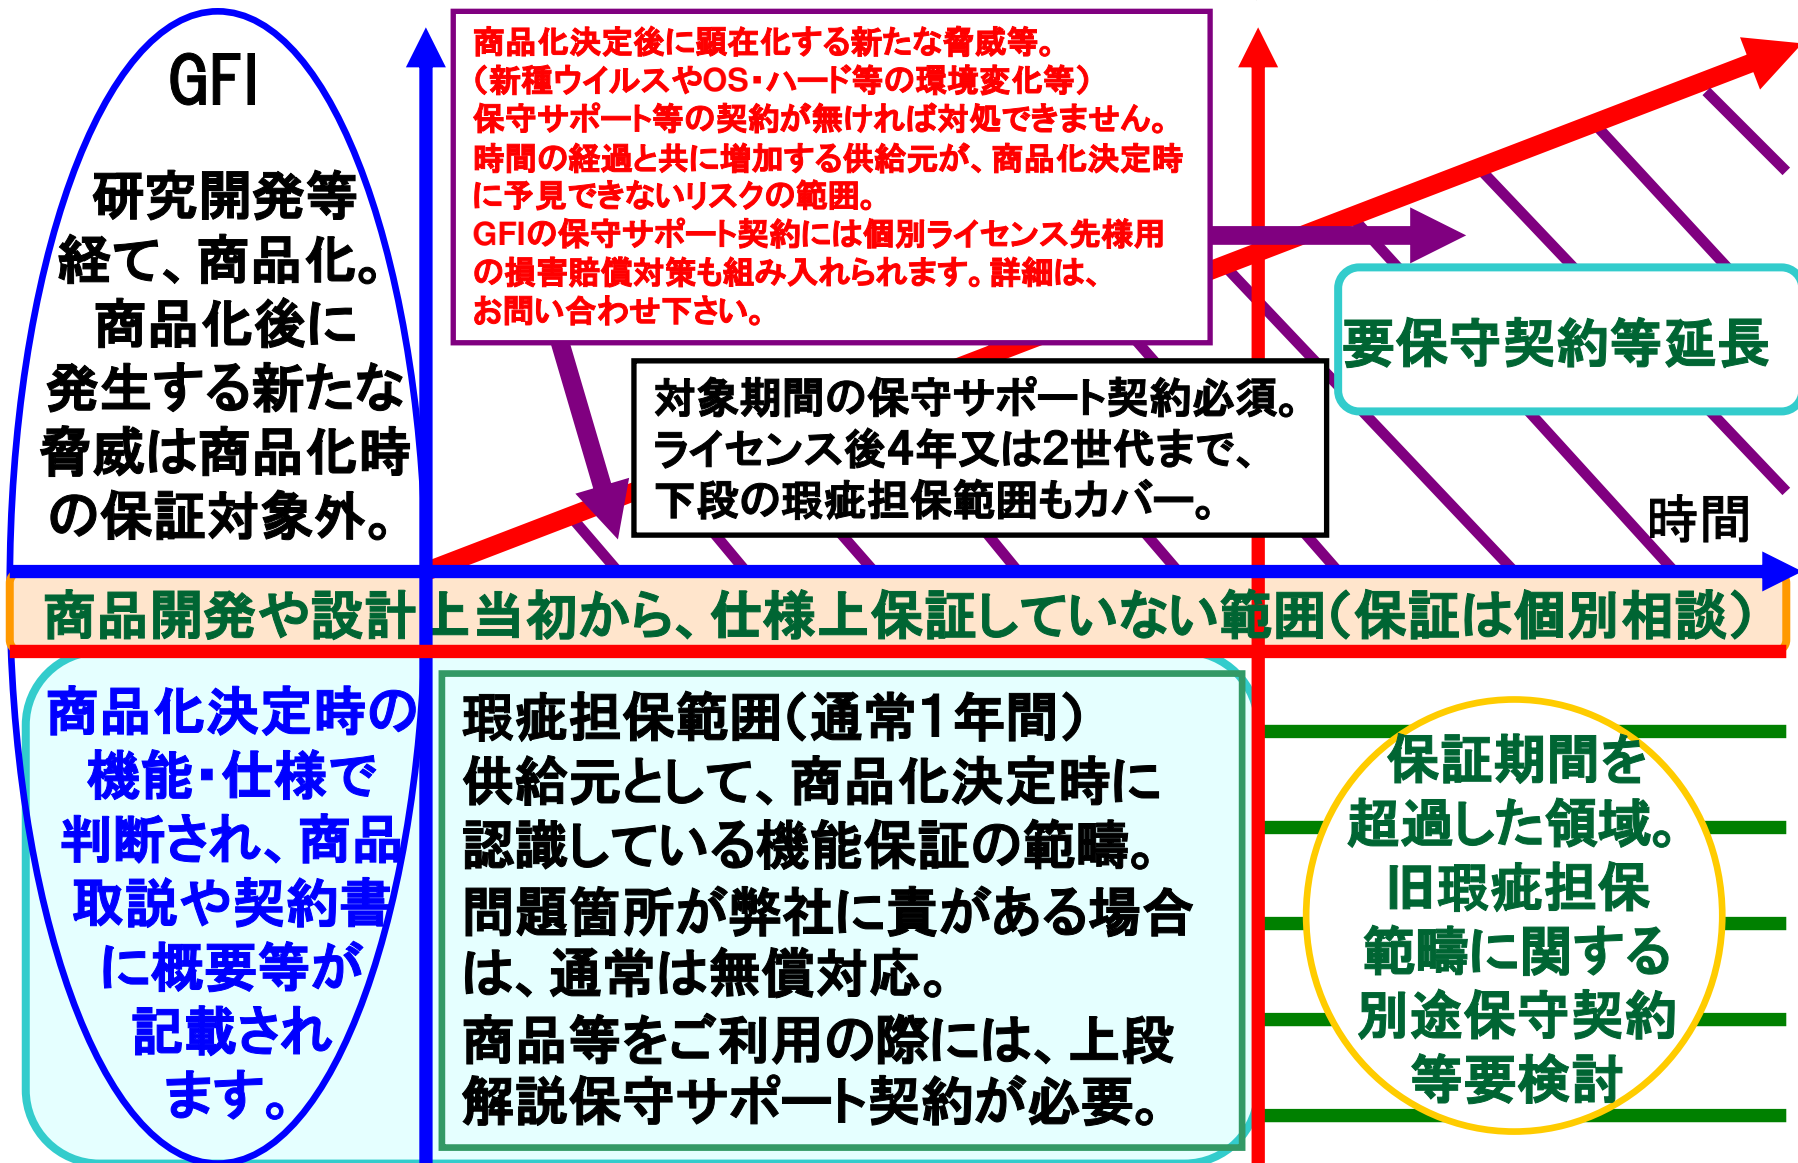 GFI
研究開発等
経て、商品化。
商品化後に
発生する新たな
脅威は商品化時
の保証対象外。
商品化決定後に顕在化する新たな脅威等。
（新種ウイルスやOS・ハード等の環境変化等）
保守サポート等の契約が無ければ対処できません。
時間の経過と共に増加する供給元が、商品化決定時
に予見できないリスクの範囲。
GFIの保守サポート契約には個別ライセンス先様用
の損害賠償対策も組み入れられます。詳細は、
お問い合わせ下さい。
対象期間の保守サポート契約必須。
ライセンス後4年又は2世代まで、
下段の瑕疵担保範囲もカバー。
要保守契約等延長
時間
商品開発や設計上当初から、仕様上保証していない範囲（保証は個別相談）
商品化決定時の
機能・仕様で
判断され、商品
取説や契約書
に概要等が
記載され
ます。
瑕疵担保範囲（通常1年間）
供給元として、商品化決定時に
認識している機能保証の範疇。
問題箇所が弊社に責がある場合
は、通常は無償対応。
商品等をご利用の際には、上段
解説保守サポート契約が必要。
保証期間を
超過した領域。
旧瑕疵担保
範疇に関する
別途保守契約
等要検討